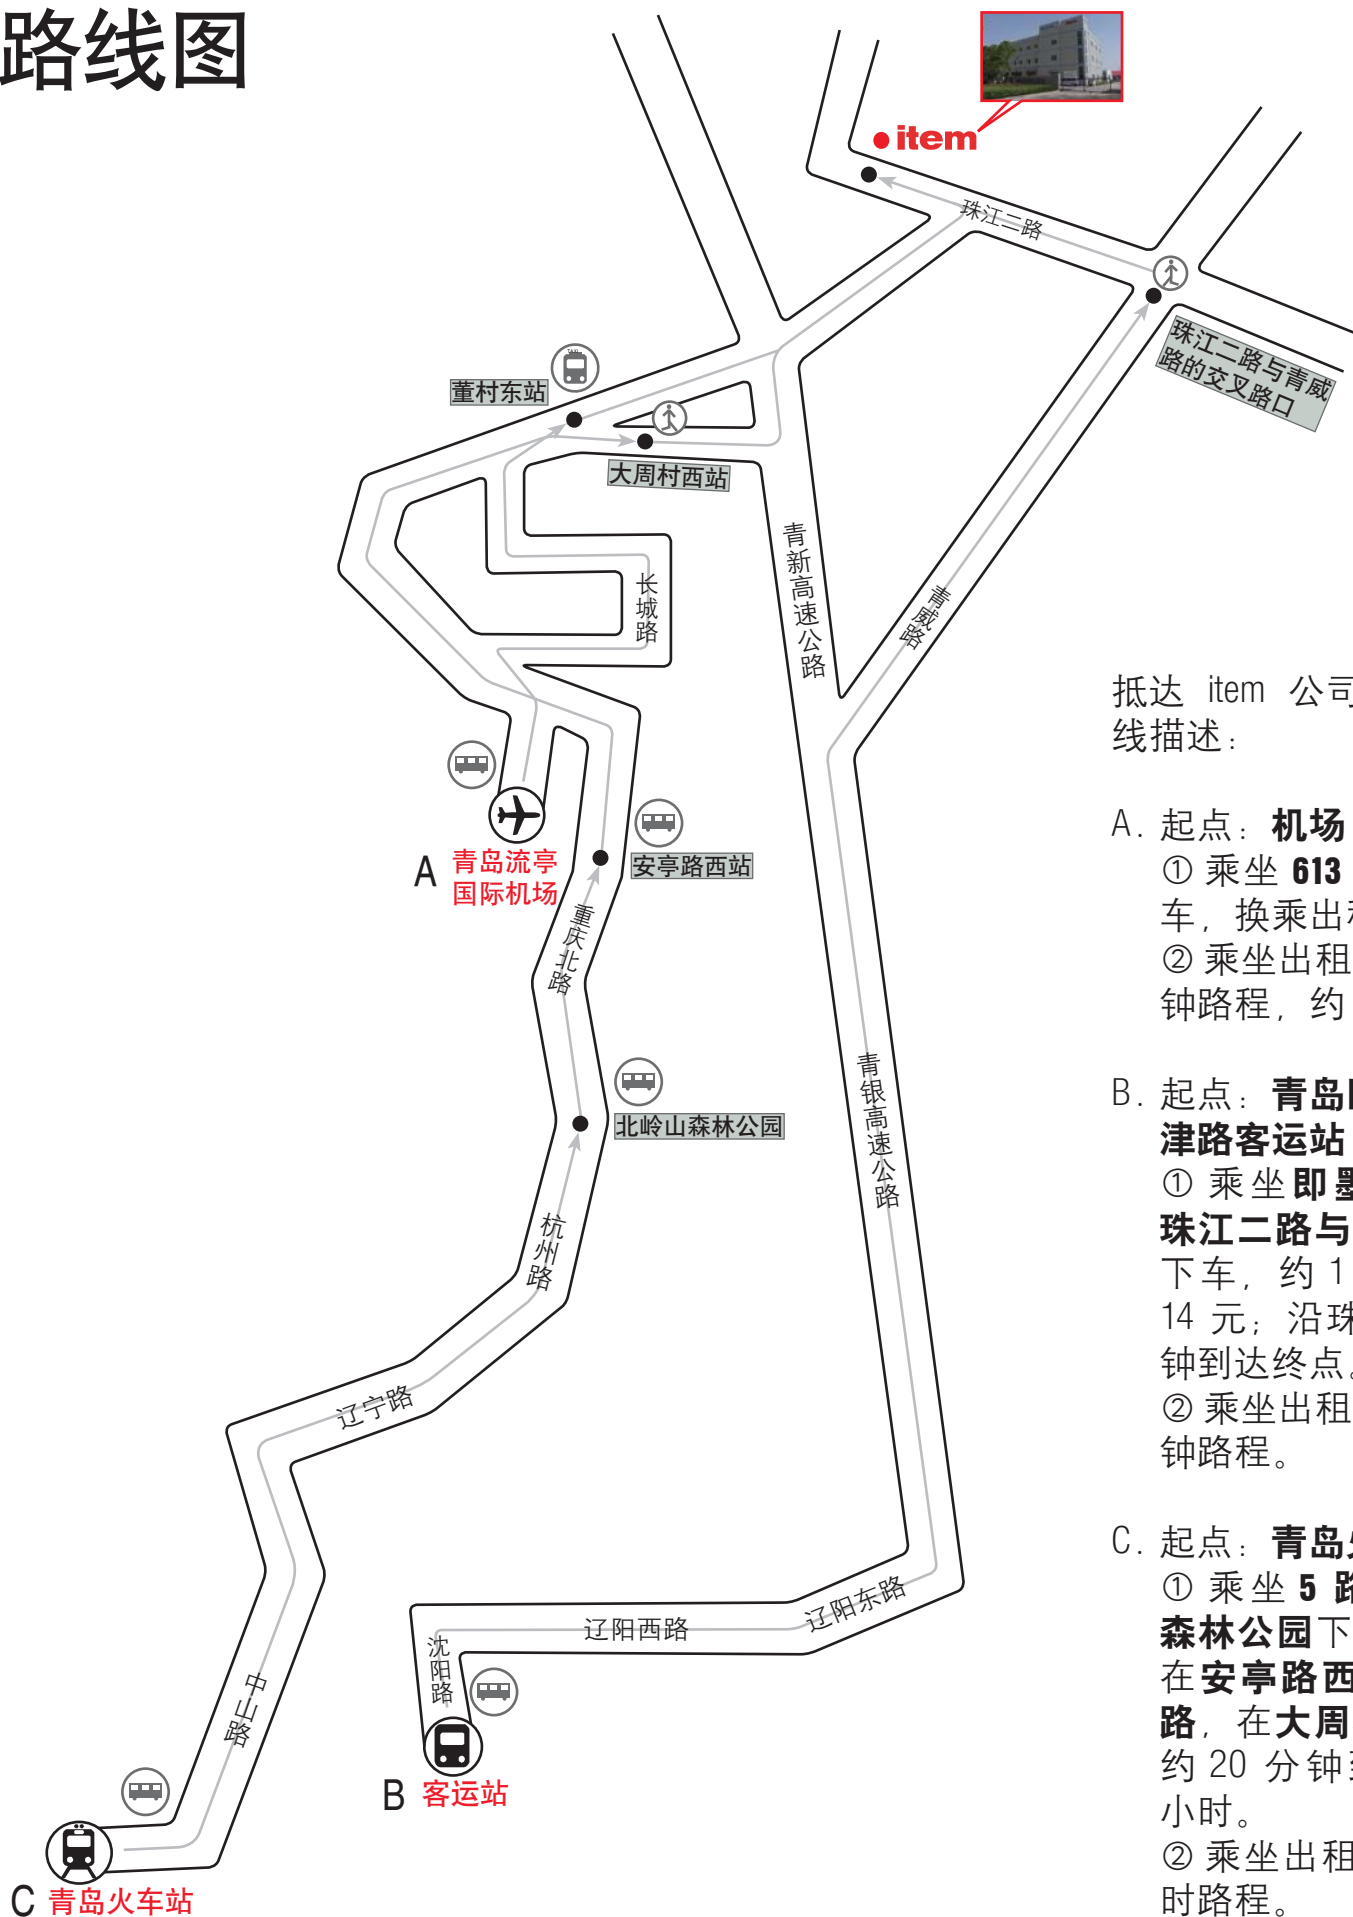 路线图
item
珠江二路
珠江二路与青威
路的交叉路口
董村东站
大周村西站
青新高速公路
长城路
青威路
A 青岛流亭
国际机场
安亭路西站
重庆北路
北岭山森林公园
青银高速公路
杭州路
辽宁路
辽阳东路
辽阳西路
沈阳路
中山路
B 客运站
C 青岛火车站
抵达 item 公司
线描述：
A. 起点：机场
① 乘坐 613
车，换乘出
② 乘坐出租
钟路程，约
B. 起点：青岛
津路客运站
① 乘坐即墨
珠江二路与
下车，约 1
14 元；沿珠
钟到达终点。
② 乘坐出租
钟路程。
C. 起点：青岛火
① 乘坐 5 路
森林公园下
在安亭路西
路，在大周
约 20 分钟
小时。
② 乘坐出租
时路程。